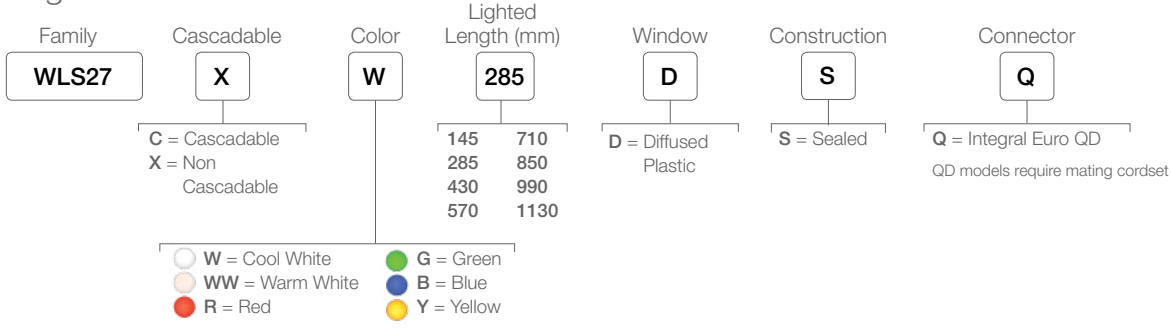 Family Cascadable Color Lighted Length (mm) Window Construction Connector
WLS27 X W 285 D S Q
C = Cascadable
X = Non
Cascadable
145 710
285 850
430 990
570 1130
D = Diffused
Plastic
S = Sealed
Q = Integral Euro QD
QD models require mating cordset
W = Cool White
WW = Warm White
R = Red
G = Green
B = Blue
Y = Yellow